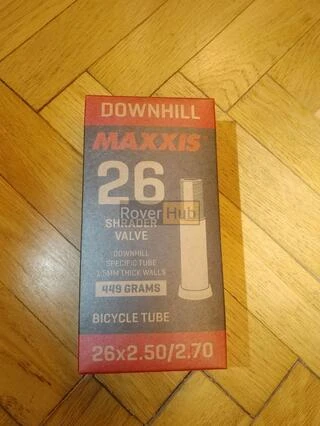 DOWNHILL
MAXXIS
26
RoverHub
SHRADER
VALVE
DOWNHILL
SPECIFIC TUBE
1.5MM THICK WALLS
449 GRAMS
BICYCLE TUBE
26x2.50/2.70